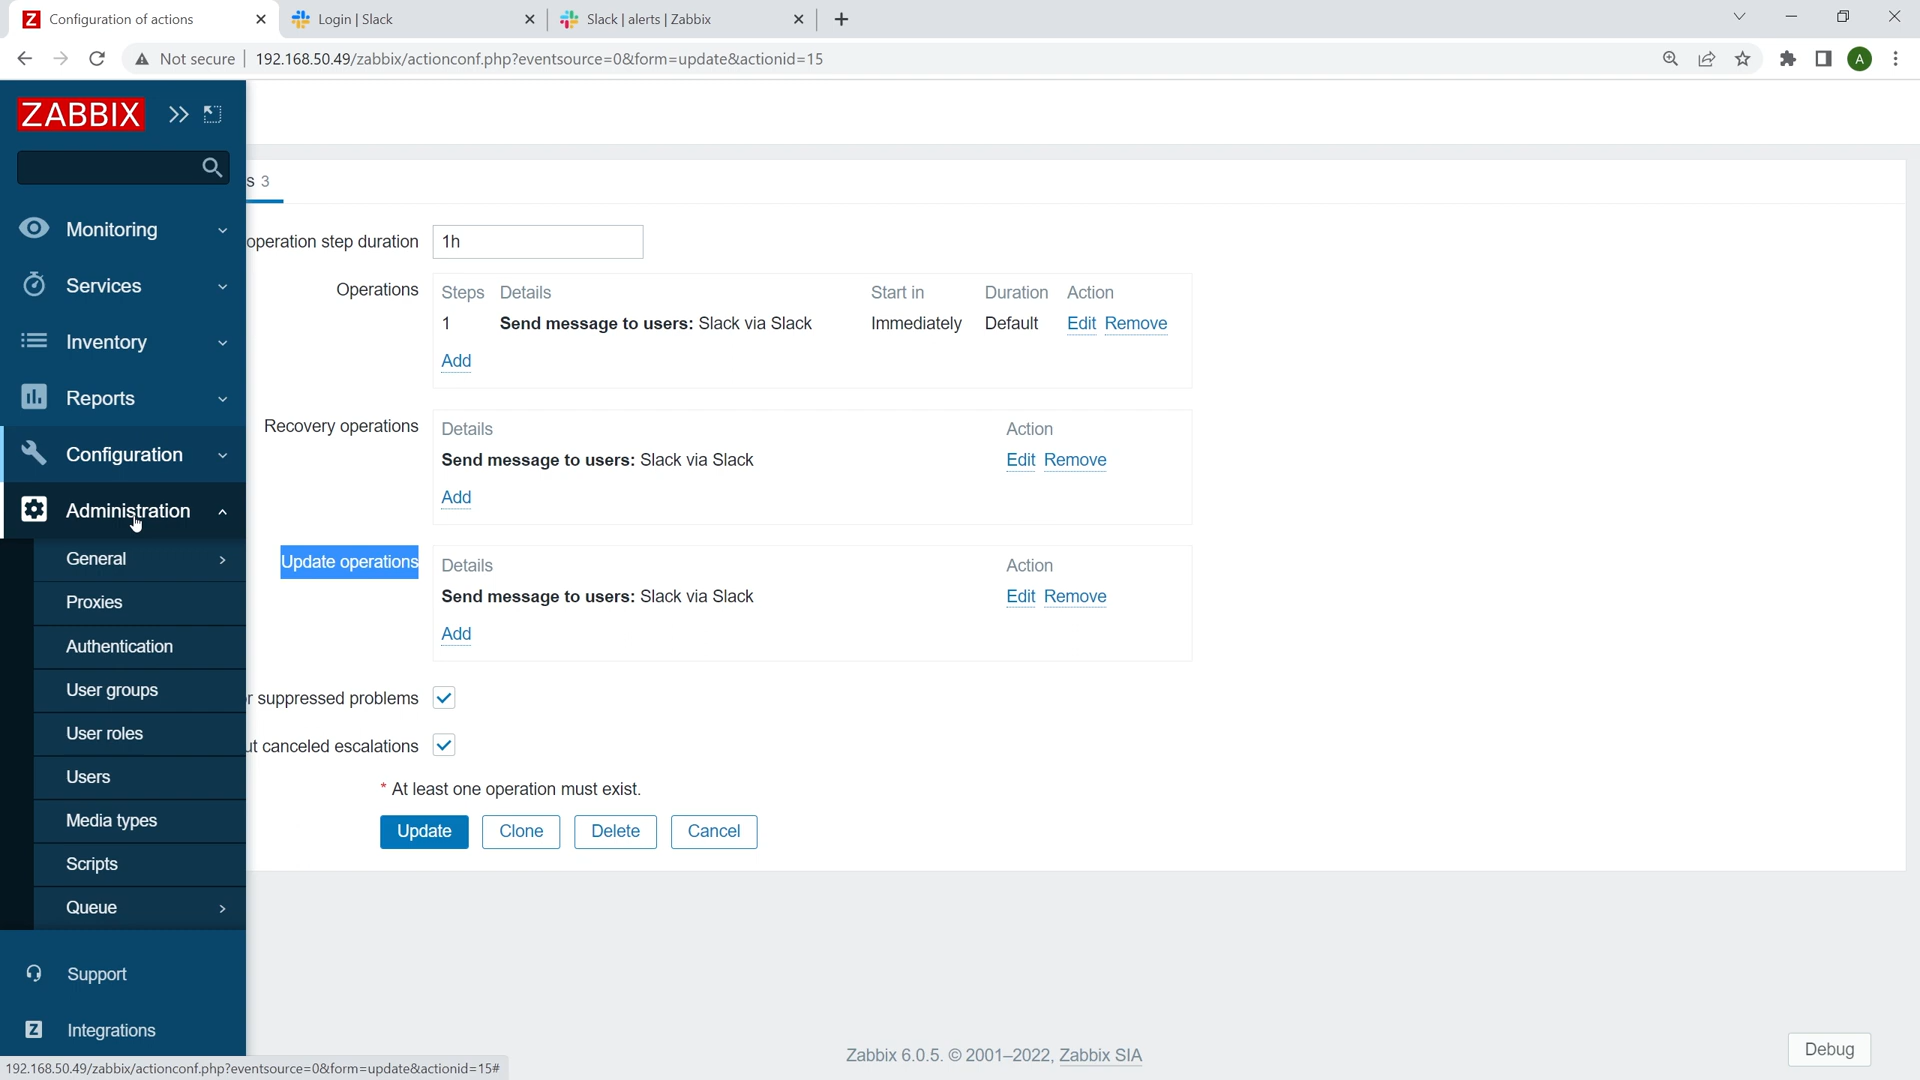 Z Configuration of actions
Login | Slack
Slack | alerts | Zabbix
Not secure
192.168.50.49/zabbix/actionconf.php?eventsource=0&form=update&actionid=15
A
ZABBIX
s 3
Monitoring
Services
Inventory
Reports
Configuration
Administration
General
Proxies
Authentication
User groups
User roles
Users
Media types
Scripts
Queue
Support
Z Integrations
operation step duration 1h
Operations
Steps Details Start in Duration Action
1 Send message to users: Slack via Slack Immediately Default Edit Remove
Add
Recovery operations
Details Action
Send message to users: Slack via Slack Edit Remove
Add
Update operations
Details Action
Send message to users: Slack via Slack Edit Remove
Add
r suppressed problems
ut canceled escalations
* At least one operation must exist.
Update Clone Delete Cancel
Zabbix 6.0.5. © 2001–2022, Zabbix SIA
Debug
192.168.50.49/zabbix/actionconf.php?eventsource=0&form=update&actionid=15#